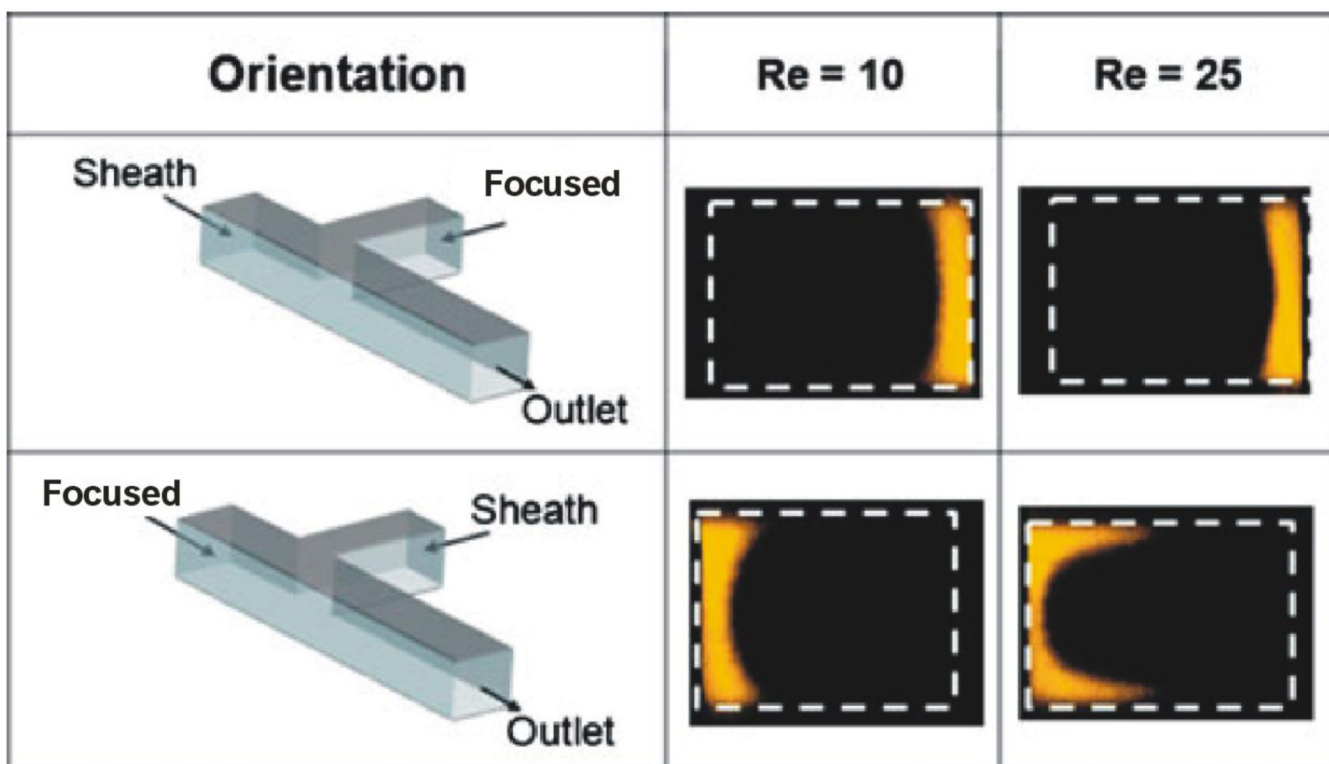 Orientation
Re = 10
Re = 25
Sheath
Focused
Outlet
Focused
Sheath
Outlet